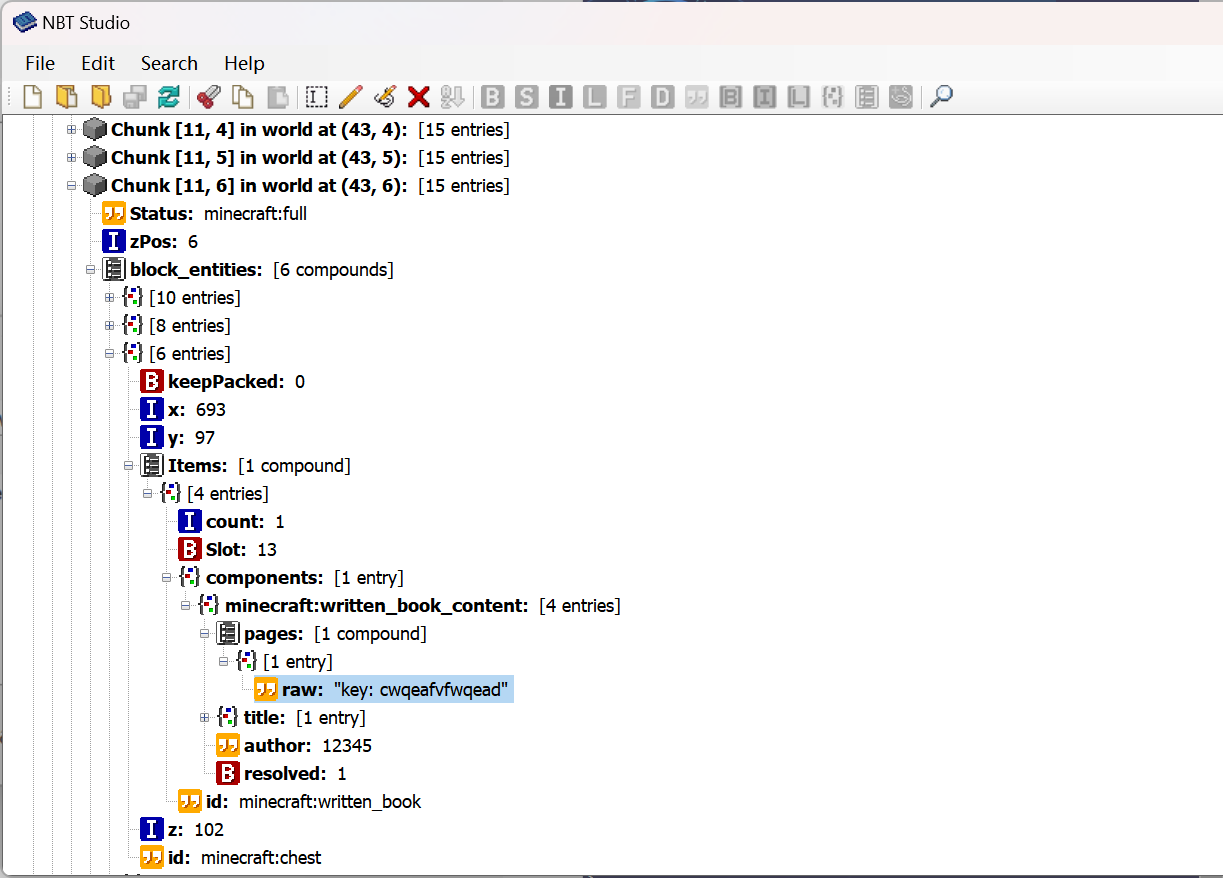 NBT Studio
File Edit Search Help
B S I L F D B I L
Chunk [11, 4] in world at (43, 4): [15 entries]
Chunk [11, 5] in world at (43, 5): [15 entries]
Chunk [11, 6] in world at (43, 6): [15 entries]
Status: minecraft:full
I zPos: 6
block_entities: [6 compounds]
[10 entries]
[8 entries]
[6 entries]
B keepPacked: 0
I x: 693
I y: 97
Items: [1 compound]
[4 entries]
I count: 1
B Slot: 13
components: [1 entry]
minecraft:written_book_content: [4 entries]
pages: [1 compound]
[1 entry]
raw: "key: cwqeafvfwqead"
title: [1 entry]
author: 12345
B resolved: 1
id: minecraft:written_book
I z: 102
id: minecraft:chest